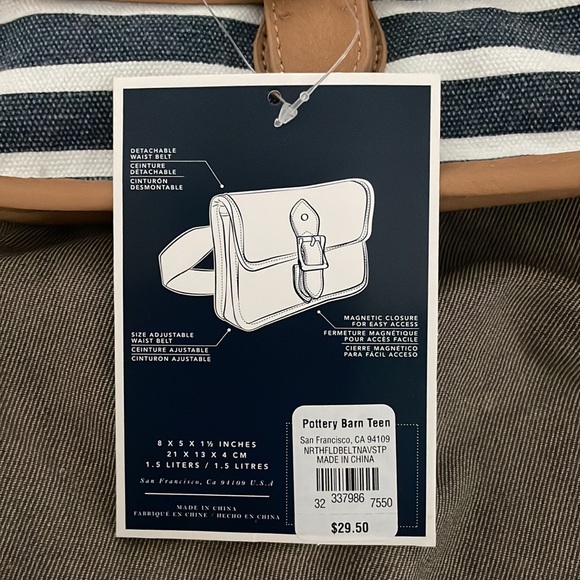 DETACHABLE
WAIST BELT
CEINTURE
DÉTACHABLE
CINTURÓN
DESMONTABLE
SIZE ADJUSTABLE
WAIST BELT
CEINTURE AJUSTABLE
CINTURON AJUSTABLE
MAGNETIC CLOSURE
FOR EASY ACCESS
FERMETURE MAGNÉTIQUE
POUR ACCÈS FACILE
CIERRE MAGNÉTICO
PARA FÁCIL ACCESO
8 X 5 X 1½ INCHES
21 X 13 X 4 CM
1.5 LITERS / 1.5 LITRES
San Francisco, Ca 94109 U.S.A
MADE IN CHINA
FABRIQUÉ EN CHINE / HECHO EN CHINA
Pottery Barn Teen
San Francisco, CA 94109
NRTHFLDBELTNAVSTP
MADE IN CHINA
32 337986 7550
$29.50